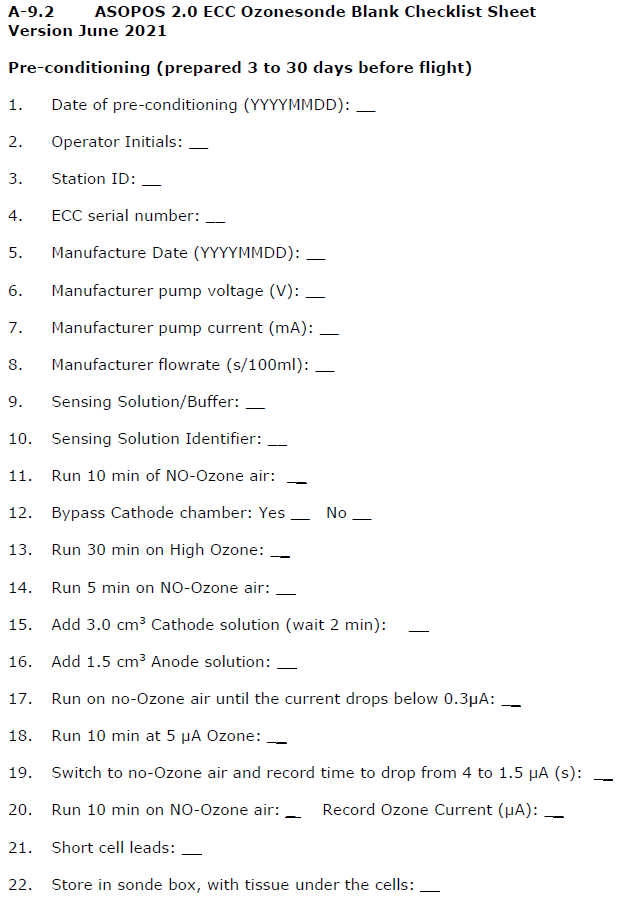 A-9.2 ASOPOS 2.0 ECC Ozonesonde Blank Checklist Sheet
Version June 2021
Pre-conditioning (prepared 3 to 30 days before flight)
1. Date of pre-conditioning (YYYYMMDD): __
2. Operator Initials: __
3. Station ID: __
4. ECC serial number: __
5. Manufacture Date (YYYYMMDD): __
6. Manufacturer pump voltage (V): __
7. Manufacturer pump current (mA): __
8. Manufacturer flowrate (s/100ml): __
9. Sensing Solution/Buffer: __
10. Sensing Solution Identifier: __
11. Run 10 min of NO-Ozone air: __
12. Bypass Cathode chamber: Yes __ No __
13. Run 30 min on High Ozone: __
14. Run 5 min on NO-Ozone air: __
15. Add 3.0 cm³ Cathode solution (wait 2 min): __
16. Add 1.5 cm³ Anode solution: __
17. Run on no-Ozone air until the current drops below 0.3µA: __
18. Run 10 min at 5 µA Ozone: __
19. Switch to no-Ozone air and record time to drop from 4 to 1.5 µA (s): __
20. Run 10 min on NO-Ozone air: __ Record Ozone Current (µA): __
21. Short cell leads: __
22. Store in sonde box, with tissue under the cells: __